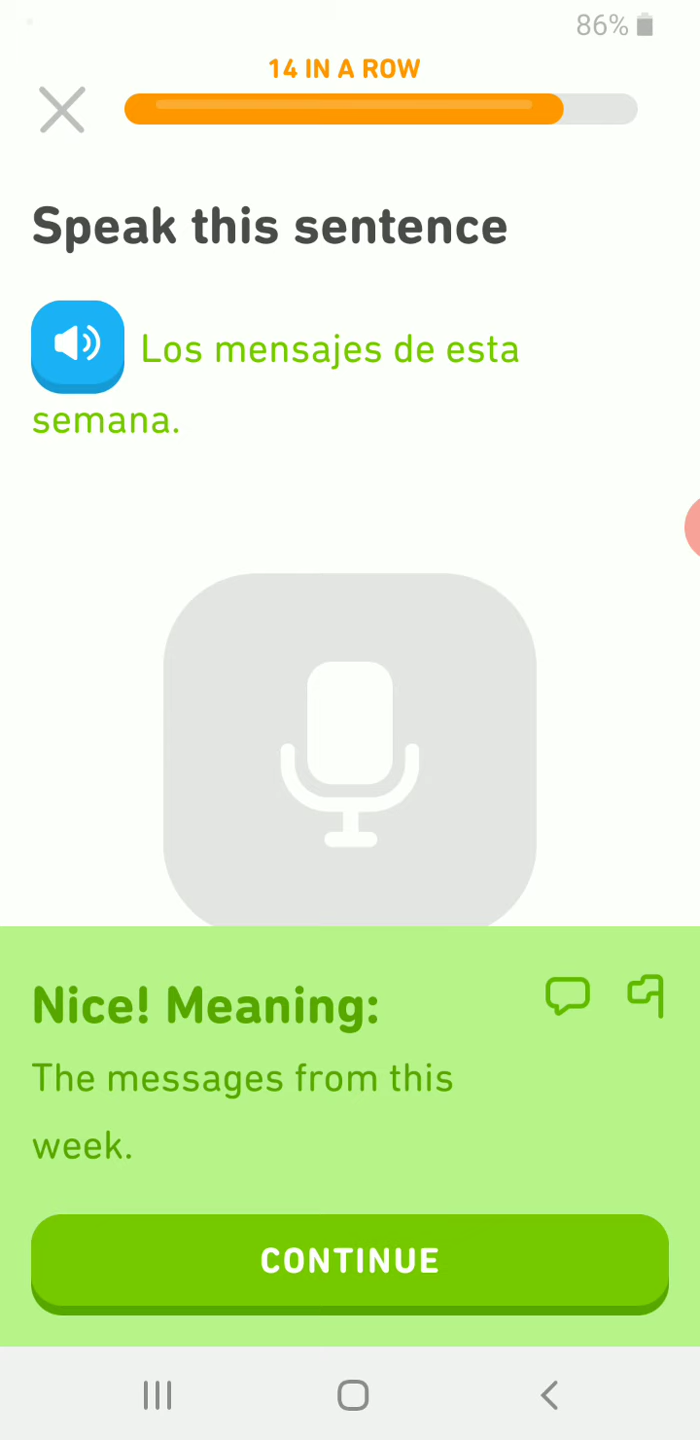 86%
14 IN A ROW
Speak this sentence
Los mensajes de esta
semana.
Nice! Meaning:
The messages from this
week.
CONTINUE